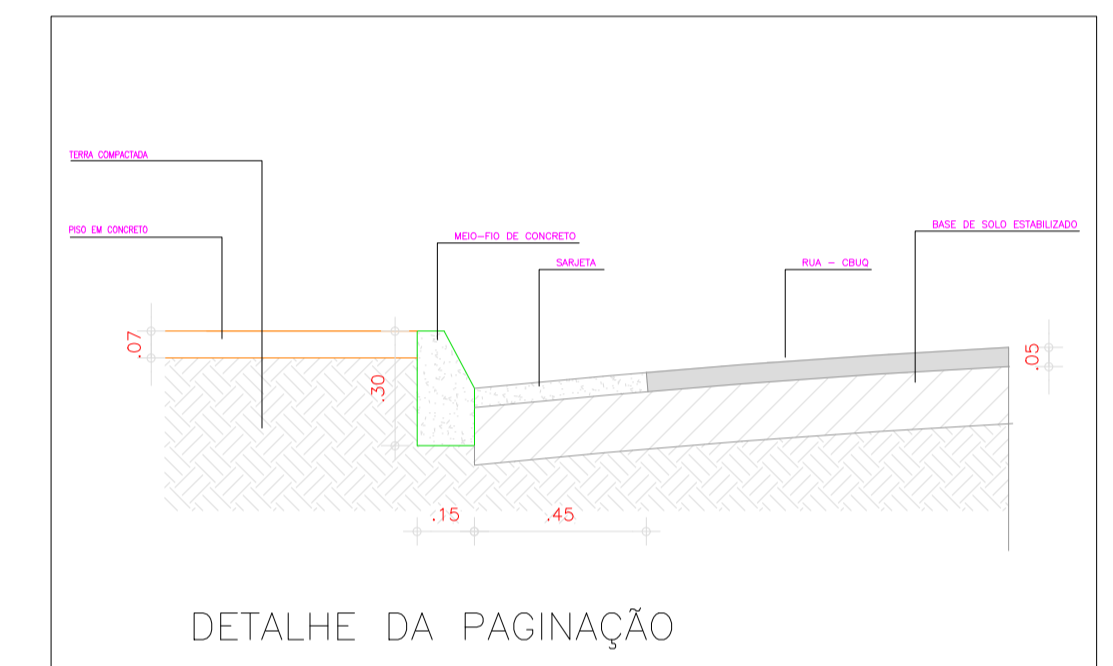 TERRA COMPACTADA
PISO EM CONCRETO
MEIO-FIO DE CONCRETO
SARJETA
RUA - CBUQ
BASE DE SOLO ESTABILIZADO
.07
.30
.05
.15
.45
DETALHE DA PAGINAÇÃO